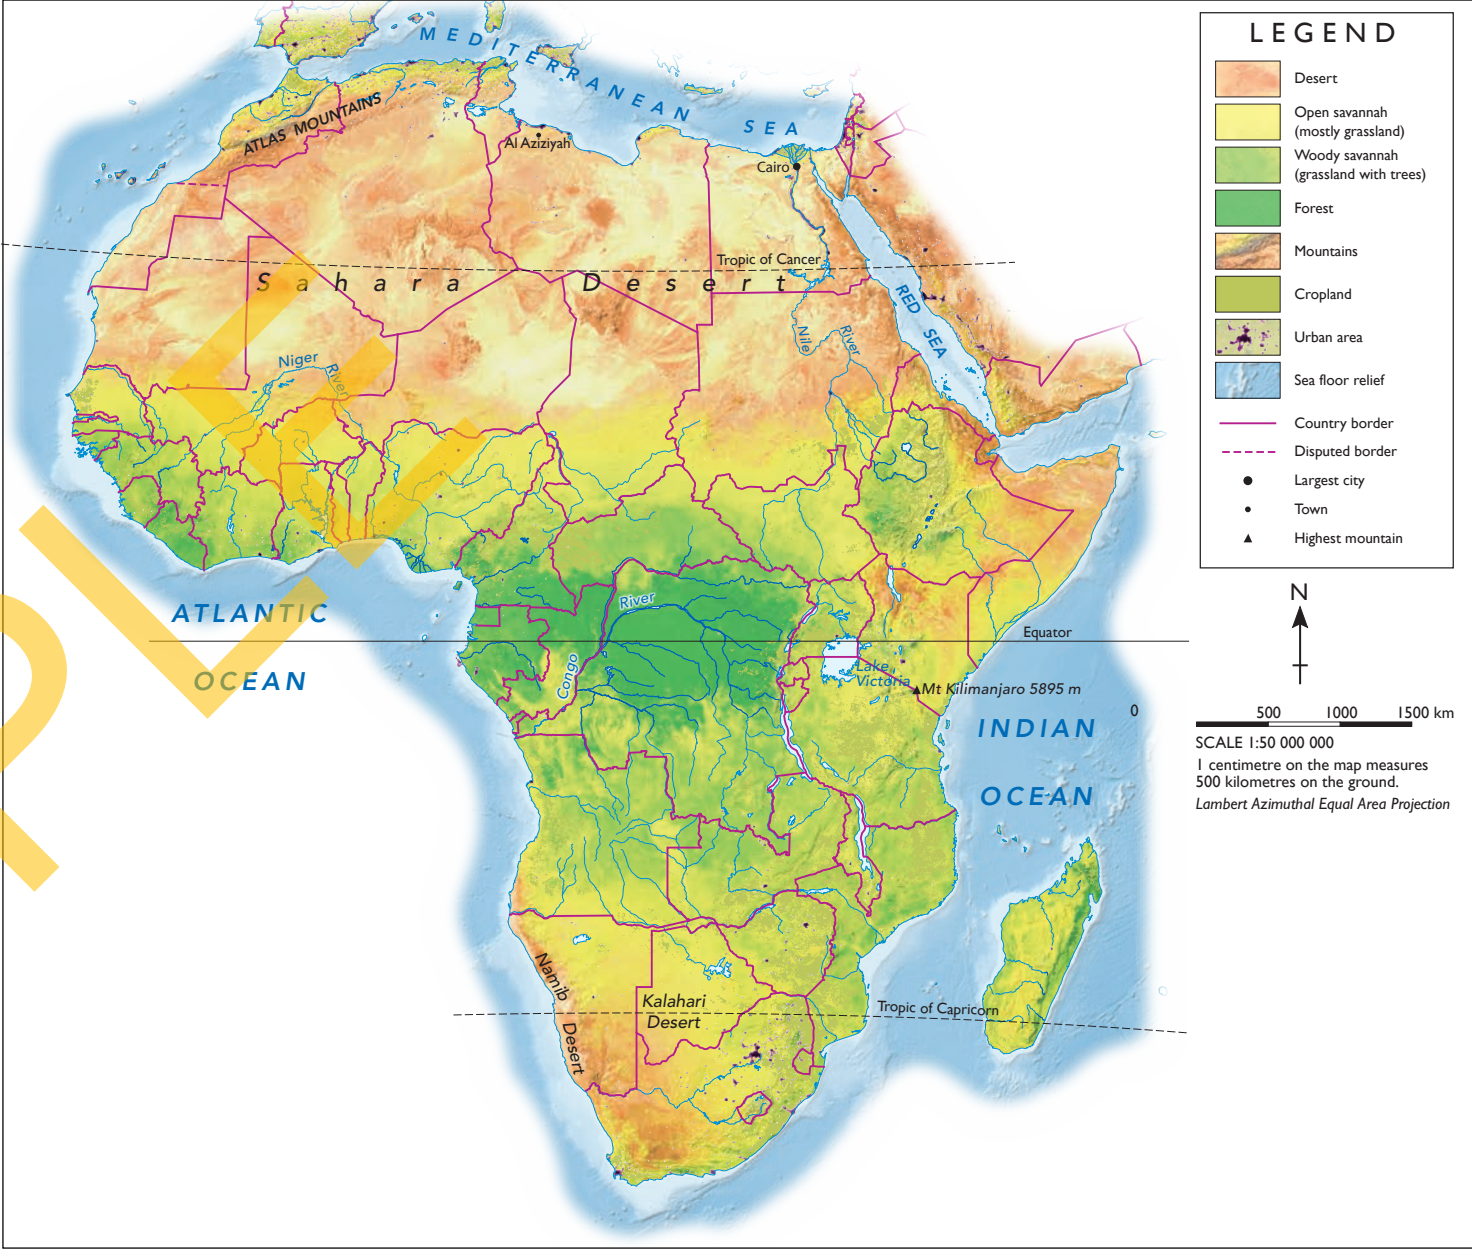 MEDITERRANEAN SEA
ATLAS MOUNTAINS
Al Aziziyah
Cairo
Tropic of Cancer
Sahara Desert
RED SEA
Nile
River
Niger
River
ATLANTIC
OCEAN
River
Congo
Equator
Lake
Victoria
Mt Kilimanjaro 5895 m
INDIAN
OCEAN
Namib
Desert
Kalahari
Desert
Tropic of Capricorn
LEGEND
Desert
Open savannah
(mostly grassland)
Woody savannah
(grassland with trees)
Forest
Mountains
Cropland
Urban area
Sea floor relief
Country border
Disputed border
Largest city
Town
Highest mountain
N
0 500 1000 1500 km
SCALE 1:50 000 000
1 centimetre on the map measures
500 kilometres on the ground.
Lambert Azimuthal Equal Area Projection
PLE